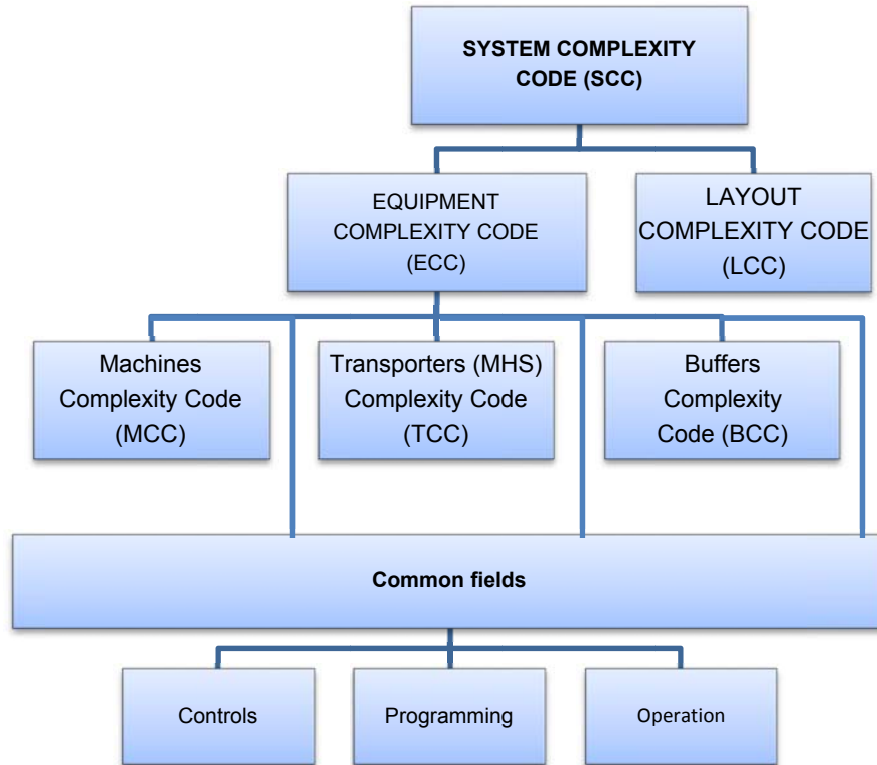 SYSTEM COMPLEXITY
CODE (SCC)
EQUIPMENT
COMPLEXITY CODE
(ECC)
LAYOUT
COMPLEXITY CODE
(LCC)
Machines
Complexity Code
(MCC)
Transporters (MHS)
Complexity Code
(TCC)
Buffers
Complexity
Code (BCC)
Common fields
Controls
Programming
Operation